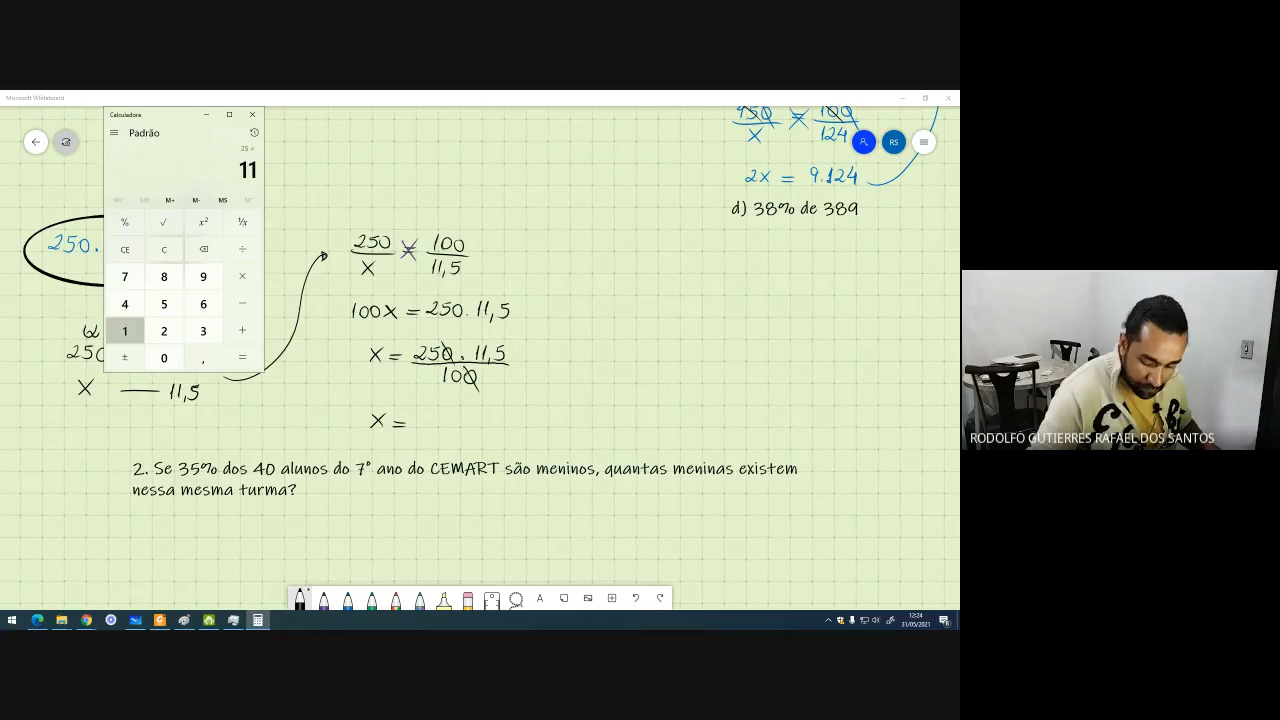 Microsoft Whiteboard
Calculadora
Padrão
25 ×
11
MC MR M+ M- MS M˅
% √ x² ¹/x
CE C ÷
7 8 9 ×
4 5 6 −
1 2 3 +
± 0 , =
250.
250
X — 11,5
250 = 100
X 11,5
100X = 250. 11,5
X = 250 . 11,5
100
X =
450 = 100
X 124
RS
2X = 9.124
d) 38% de 389
2. Se 35% dos 40 alunos do 7° ano do CEMART são meninos, quantas meninas existem
nessa mesma turma?
RODOLFO GUTIERRES RAFAEL DOS SANTOS
A
12:24
31/05/2021